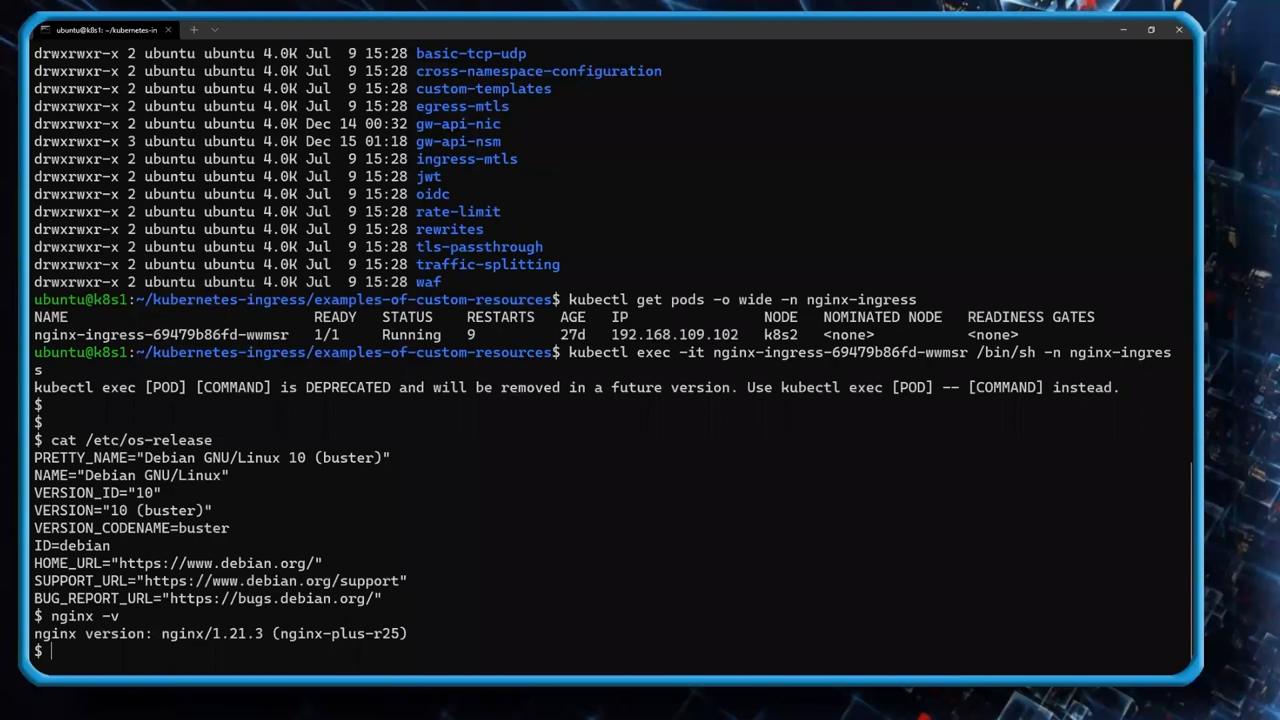 ubuntu@k8s1: ~/kubernetes-in
drwxrwxr-x 2 ubuntu ubuntu 4.0K Jul  9 15:28 basic-tcp-udp
drwxrwxr-x 2 ubuntu ubuntu 4.0K Jul  9 15:28 cross-namespace-configuration
drwxrwxr-x 2 ubuntu ubuntu 4.0K Jul  9 15:28 custom-templates
drwxrwxr-x 2 ubuntu ubuntu 4.0K Jul  9 15:28 egress-mtls
drwxrwxr-x 2 ubuntu ubuntu 4.0K Dec 14 00:32 gw-api-nic
drwxrwxr-x 3 ubuntu ubuntu 4.0K Dec 15 01:18 gw-api-nsm
drwxrwxr-x 2 ubuntu ubuntu 4.0K Jul  9 15:28 ingress-mtls
drwxrwxr-x 2 ubuntu ubuntu 4.0K Jul  9 15:28 jwt
drwxrwxr-x 2 ubuntu ubuntu 4.0K Jul  9 15:28 oidc
drwxrwxr-x 2 ubuntu ubuntu 4.0K Jul  9 15:28 rate-limit
drwxrwxr-x 2 ubuntu ubuntu 4.0K Jul  9 15:28 rewrites
drwxrwxr-x 2 ubuntu ubuntu 4.0K Jul  9 15:28 tls-passthrough
drwxrwxr-x 2 ubuntu ubuntu 4.0K Jul  9 15:28 traffic-splitting
drwxrwxr-x 2 ubuntu ubuntu 4.0K Jul  9 15:28 waf
ubuntu@k8s1:~/kubernetes-ingress/examples-of-custom-resources$ kubectl get pods -o wide -n nginx-ingress
NAME                             READY   STATUS    RESTARTS   AGE   IP                NODE   NOMINATED NODE   READINESS GATES
nginx-ingress-69479b86fd-wwmsr   1/1     Running   9          27d   192.168.109.102   k8s2   <none>           <none>
ubuntu@k8s1:~/kubernetes-ingress/examples-of-custom-resources$ kubectl exec -it nginx-ingress-69479b86fd-wwmsr /bin/sh -n nginx-ingres
s
kubectl exec [POD] [COMMAND] is DEPRECATED and will be removed in a future version. Use kubectl exec [POD] -- [COMMAND] instead.
$
$
$ cat /etc/os-release
PRETTY_NAME="Debian GNU/Linux 10 (buster)"
NAME="Debian GNU/Linux"
VERSION_ID="10"
VERSION="10 (buster)"
VERSION_CODENAME=buster
ID=debian
HOME_URL="https://www.debian.org/"
SUPPORT_URL="https://www.debian.org/support"
BUG_REPORT_URL="https://bugs.debian.org/"
$ nginx -v
nginx version: nginx/1.21.3 (nginx-plus-r25)
$